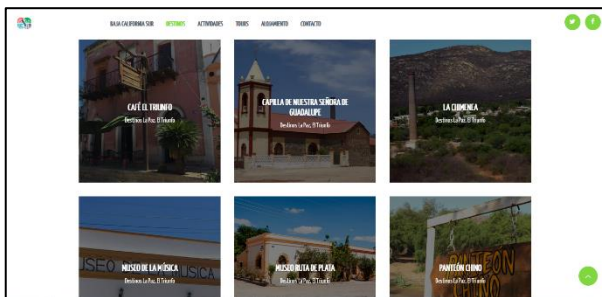 BAJA CALIFORNIA SUR DESTINOS ACTIVIDADES TOURS ALOJAMIENTO CONTACTO
CAFÉ EL TRIUNFO
Destinos La Paz, El Triunfo
CAPILLA DE NUESTRA SEÑORA DE
GUADALUPE
Destinos La Paz, El Triunfo
LA CHIMENEA
Destinos La Paz, El Triunfo
MUSEO DE LA MÚSICA
Destinos La Paz, El Triunfo
MUSEO RUTA DE PLATA
Destinos La Paz, El Triunfo
PANTEÓN CHINO
Destinos La Paz, El Triunfo
PANTEON